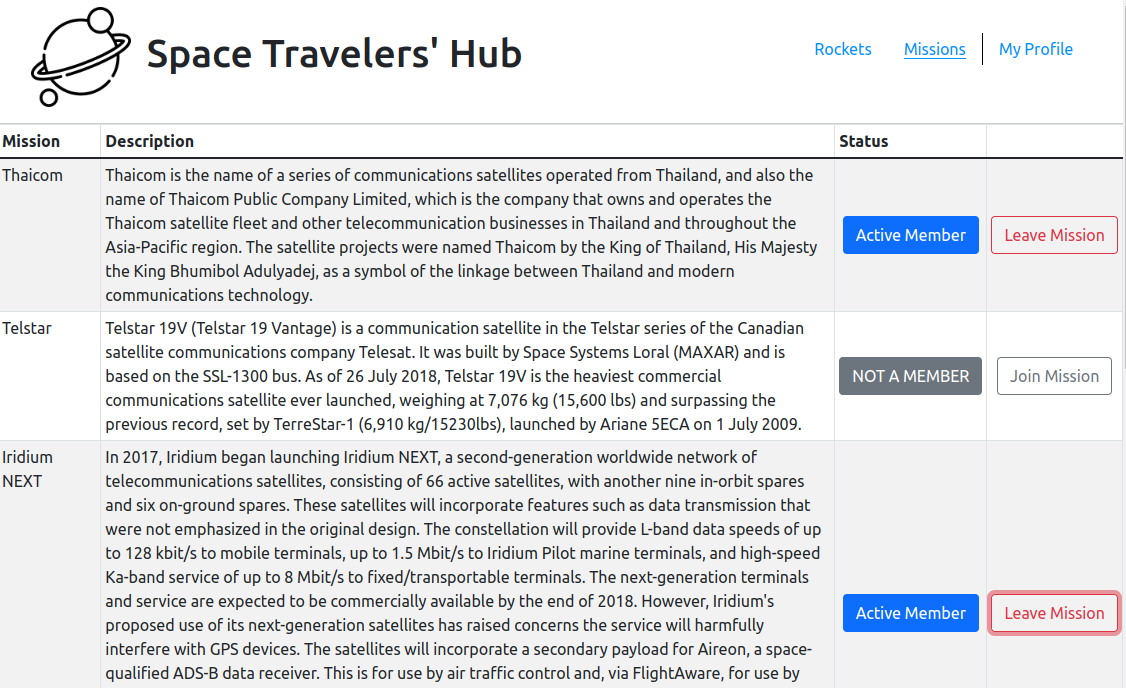 Space Travelers' Hub
Rockets
Missions
My Profile
Mission
Description
Status
Thaicom
Thaicom is the name of a series of communications satellites operated from Thailand, and also the
name of Thaicom Public Company Limited, which is the company that owns and operates the
Thaicom satellite fleet and other telecommunication businesses in Thailand and throughout the
Asia-Pacific region. The satellite projects were named Thaicom by the King of Thailand, His Majesty
the King Bhumibol Adulyadej, as a symbol of the linkage between Thailand and modern
communications technology.
Active Member
Leave Mission
Telstar
Telstar 19V (Telstar 19 Vantage) is a communication satellite in the Telstar series of the Canadian
satellite communications company Telesat. It was built by Space Systems Loral (MAXAR) and is
based on the SSL-1300 bus. As of 26 July 2018, Telstar 19V is the heaviest commercial
communications satellite ever launched, weighing at 7,076 kg (15,600 lbs) and surpassing the
previous record, set by TerreStar-1 (6,910 kg/15230lbs), launched by Ariane 5ECA on 1 July 2009.
NOT A MEMBER
Join Mission
Iridium
NEXT
In 2017, Iridium began launching Iridium NEXT, a second-generation worldwide network of
telecommunications satellites, consisting of 66 active satellites, with another nine in-orbit spares
and six on-ground spares. These satellites will incorporate features such as data transmission that
were not emphasized in the original design. The constellation will provide L-band data speeds of up
to 128 kbit/s to mobile terminals, up to 1.5 Mbit/s to Iridium Pilot marine terminals, and high-speed
Ka-band service of up to 8 Mbit/s to fixed/transportable terminals. The next-generation terminals
and service are expected to be commercially available by the end of 2018. However, Iridium's
proposed use of its next-generation satellites has raised concerns the service will harmfully
interfere with GPS devices. The satellites will incorporate a secondary payload for Aireon, a space-
qualified ADS-B data receiver. This is for use by air traffic control and, via FlightAware, for use by
Active Member
Leave Mission